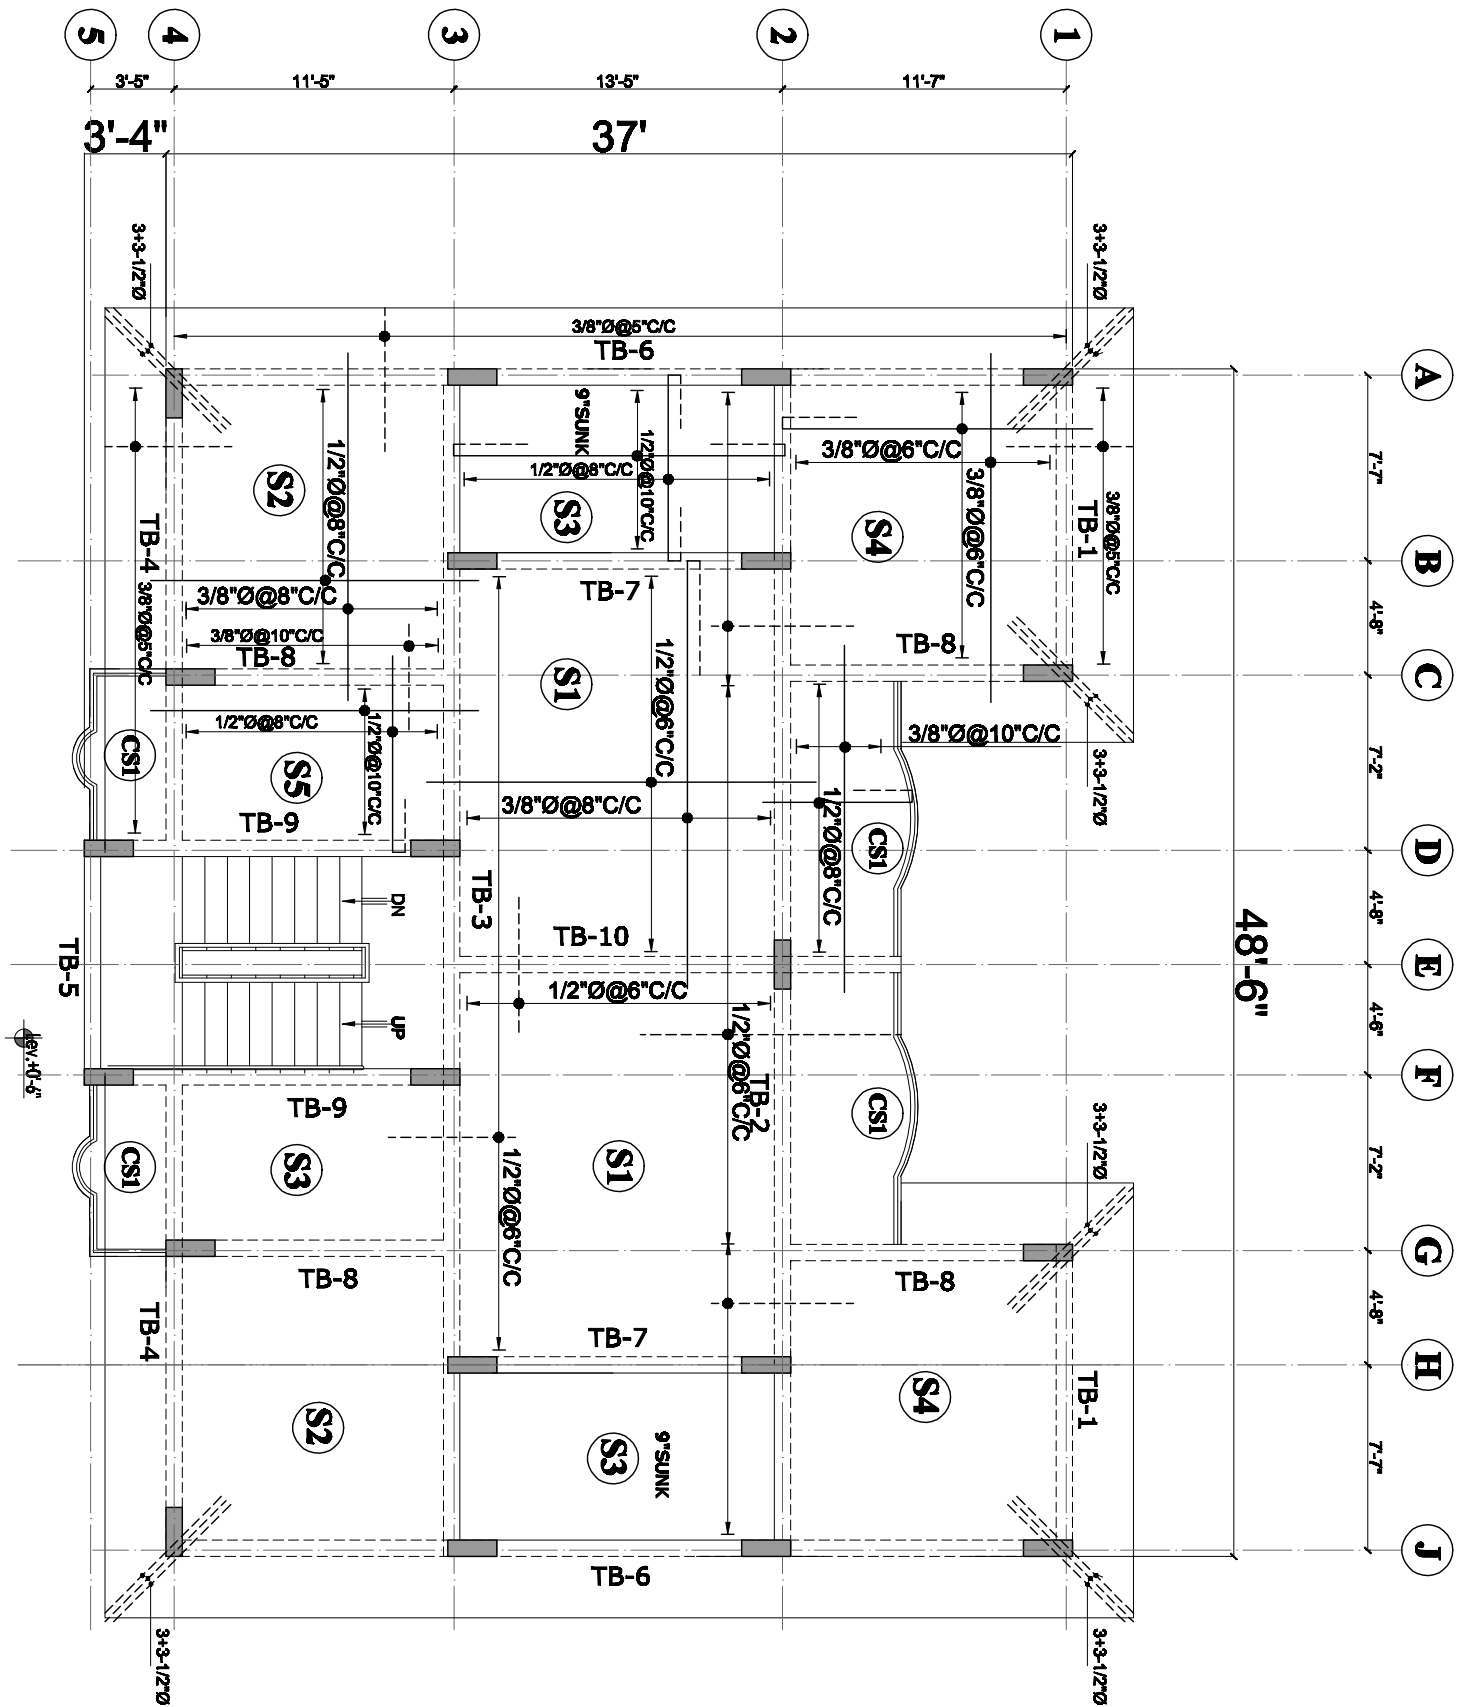 5
4
3
2
1
3'-5"
11'-5"
13'-5"
11'-7"
3'-4"
37'
3+3-1/2"Ø
3+3-1/2"Ø
3/8"Ø@5"C/C
TB-6
A
9"SUNK
1/2"Ø@10"C/C
1/2"Ø@8"C/C
3/8"Ø@6"C/C
7'-7"
S2
1/2"Ø@8"C/C
S3
S4
3/8"Ø@6"C/C
TB-1
3/8"Ø@5"C/C
TB-4
B
TB-7
3/8"Ø@8"C/C
3/8"Ø@5"C/C
4'-8"
3/8"Ø@10"C/C
TB-8
TB-8
S1
1/2"Ø@6"C/C
C
1/2"Ø@8"C/C
1/2"Ø@10"C/C
3/8"Ø@10"C/C
CS1
S5
7'-2"
3+3-1/2"Ø
3/8"Ø@8"C/C
1/2"Ø@8"C/C
TB-9
CS1
D
DN
TB-3
4'-8"
48'-6"
TB-10
TB-5
E
1/2"Ø@6"C/C
UP
4'-6"
lev.+0'-6"
1/2"Ø@6"C/C
TB-2
F
TB-9
CS1
3+3-1/2"Ø
CS1
S3
S1
7'-2"
1/2"Ø@6"C/C
G
TB-8
TB-8
4'-8"
TB-4
TB-7
H
S2
S4
TB-1
S3
9"SUNK
7'-7"
J
TB-6
3+3-1/2"Ø
3+3-1/2"Ø